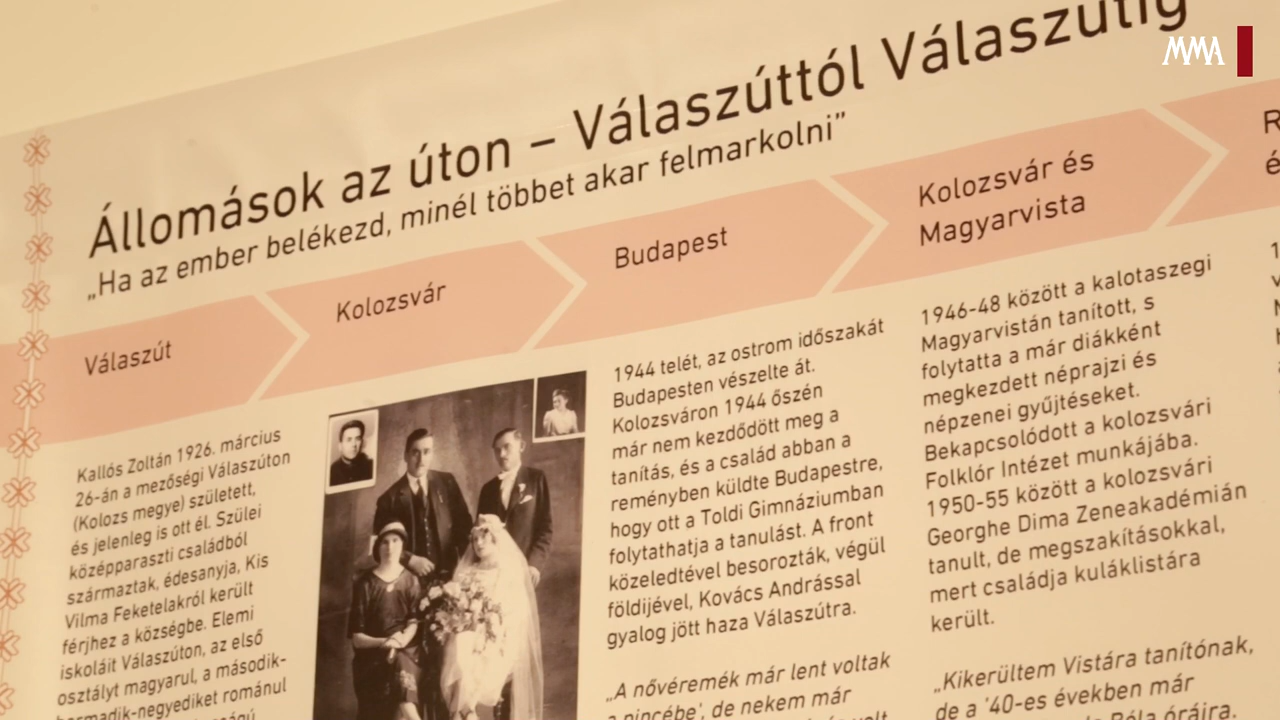 MMA
Állomások az úton – Válaszúttól Válaszútig
„Ha az ember belékezd, minél többet akar felmarkolni”
Válaszút
Kallós Zoltán 1926. március
26-án a mezőségi Válaszúton
(Kolozs megye) született,
és jelenleg is ott él. Szülei
középparaszti családból
származtak, édesanyja, Kis
Vilma Feketelakról került
férjhez a községbe. Elemi
iskoláit Válaszúton, az első
osztályt magyarul, a második-
harmadik-negyediket románul
Kolozsvár
Budapest
1944 telét, az ostrom időszakát
Budapesten vészelte át.
Kolozsváron 1944 őszén
már nem kezdődött meg a
tanítás, és a család abban a
reményben küldte Budapestre,
hogy ott a Toldi Gimnáziumban
folytathatja a tanulást. A front
közeledtével besorozták, végül
földijével, Kovács Andrással
gyalog jött haza Válaszútra.
„A nővéremék már lent voltak
a pincébe', de nekem már
Kolozsvár és
Magyarvista
1946-48 között a kalotaszegi
Magyarvistán tanított, s
folytatta a már diákként
megkezdett néprajzi és
népzenei gyűjtéseket.
Bekapcsolódott a kolozsvári
Folklór Intézet munkájába.
1950-55 között a kolozsvári
Georghe Dima Zeneakadémián
tanult, de megszakításokkal,
mert családja kuláklistára
került.
„Kikerültem Vistára tanítónak,
de a '40-es években már
Béla óráira.